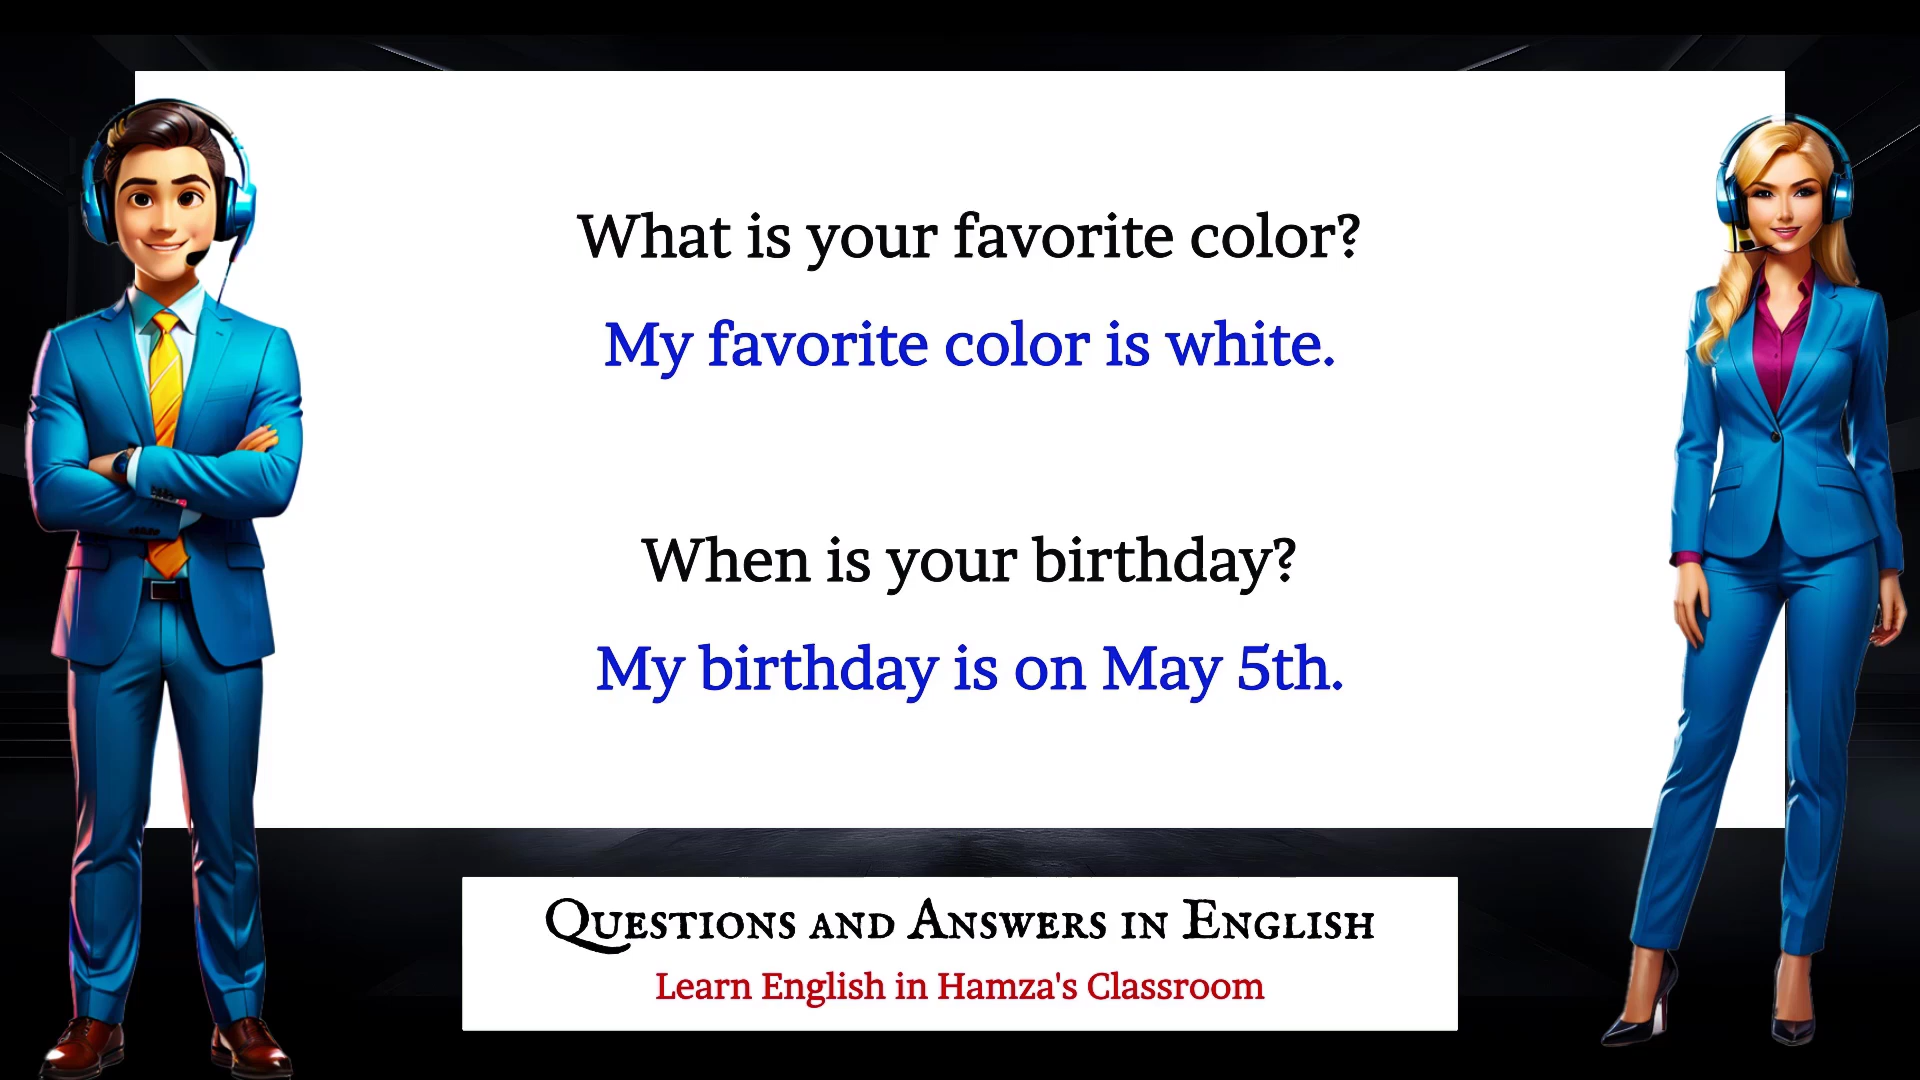 What is your favorite color?
My favorite color is white.
When is your birthday?
My birthday is on May 5th.
Questions and Answers in English
Learn English in Hamza's Classroom